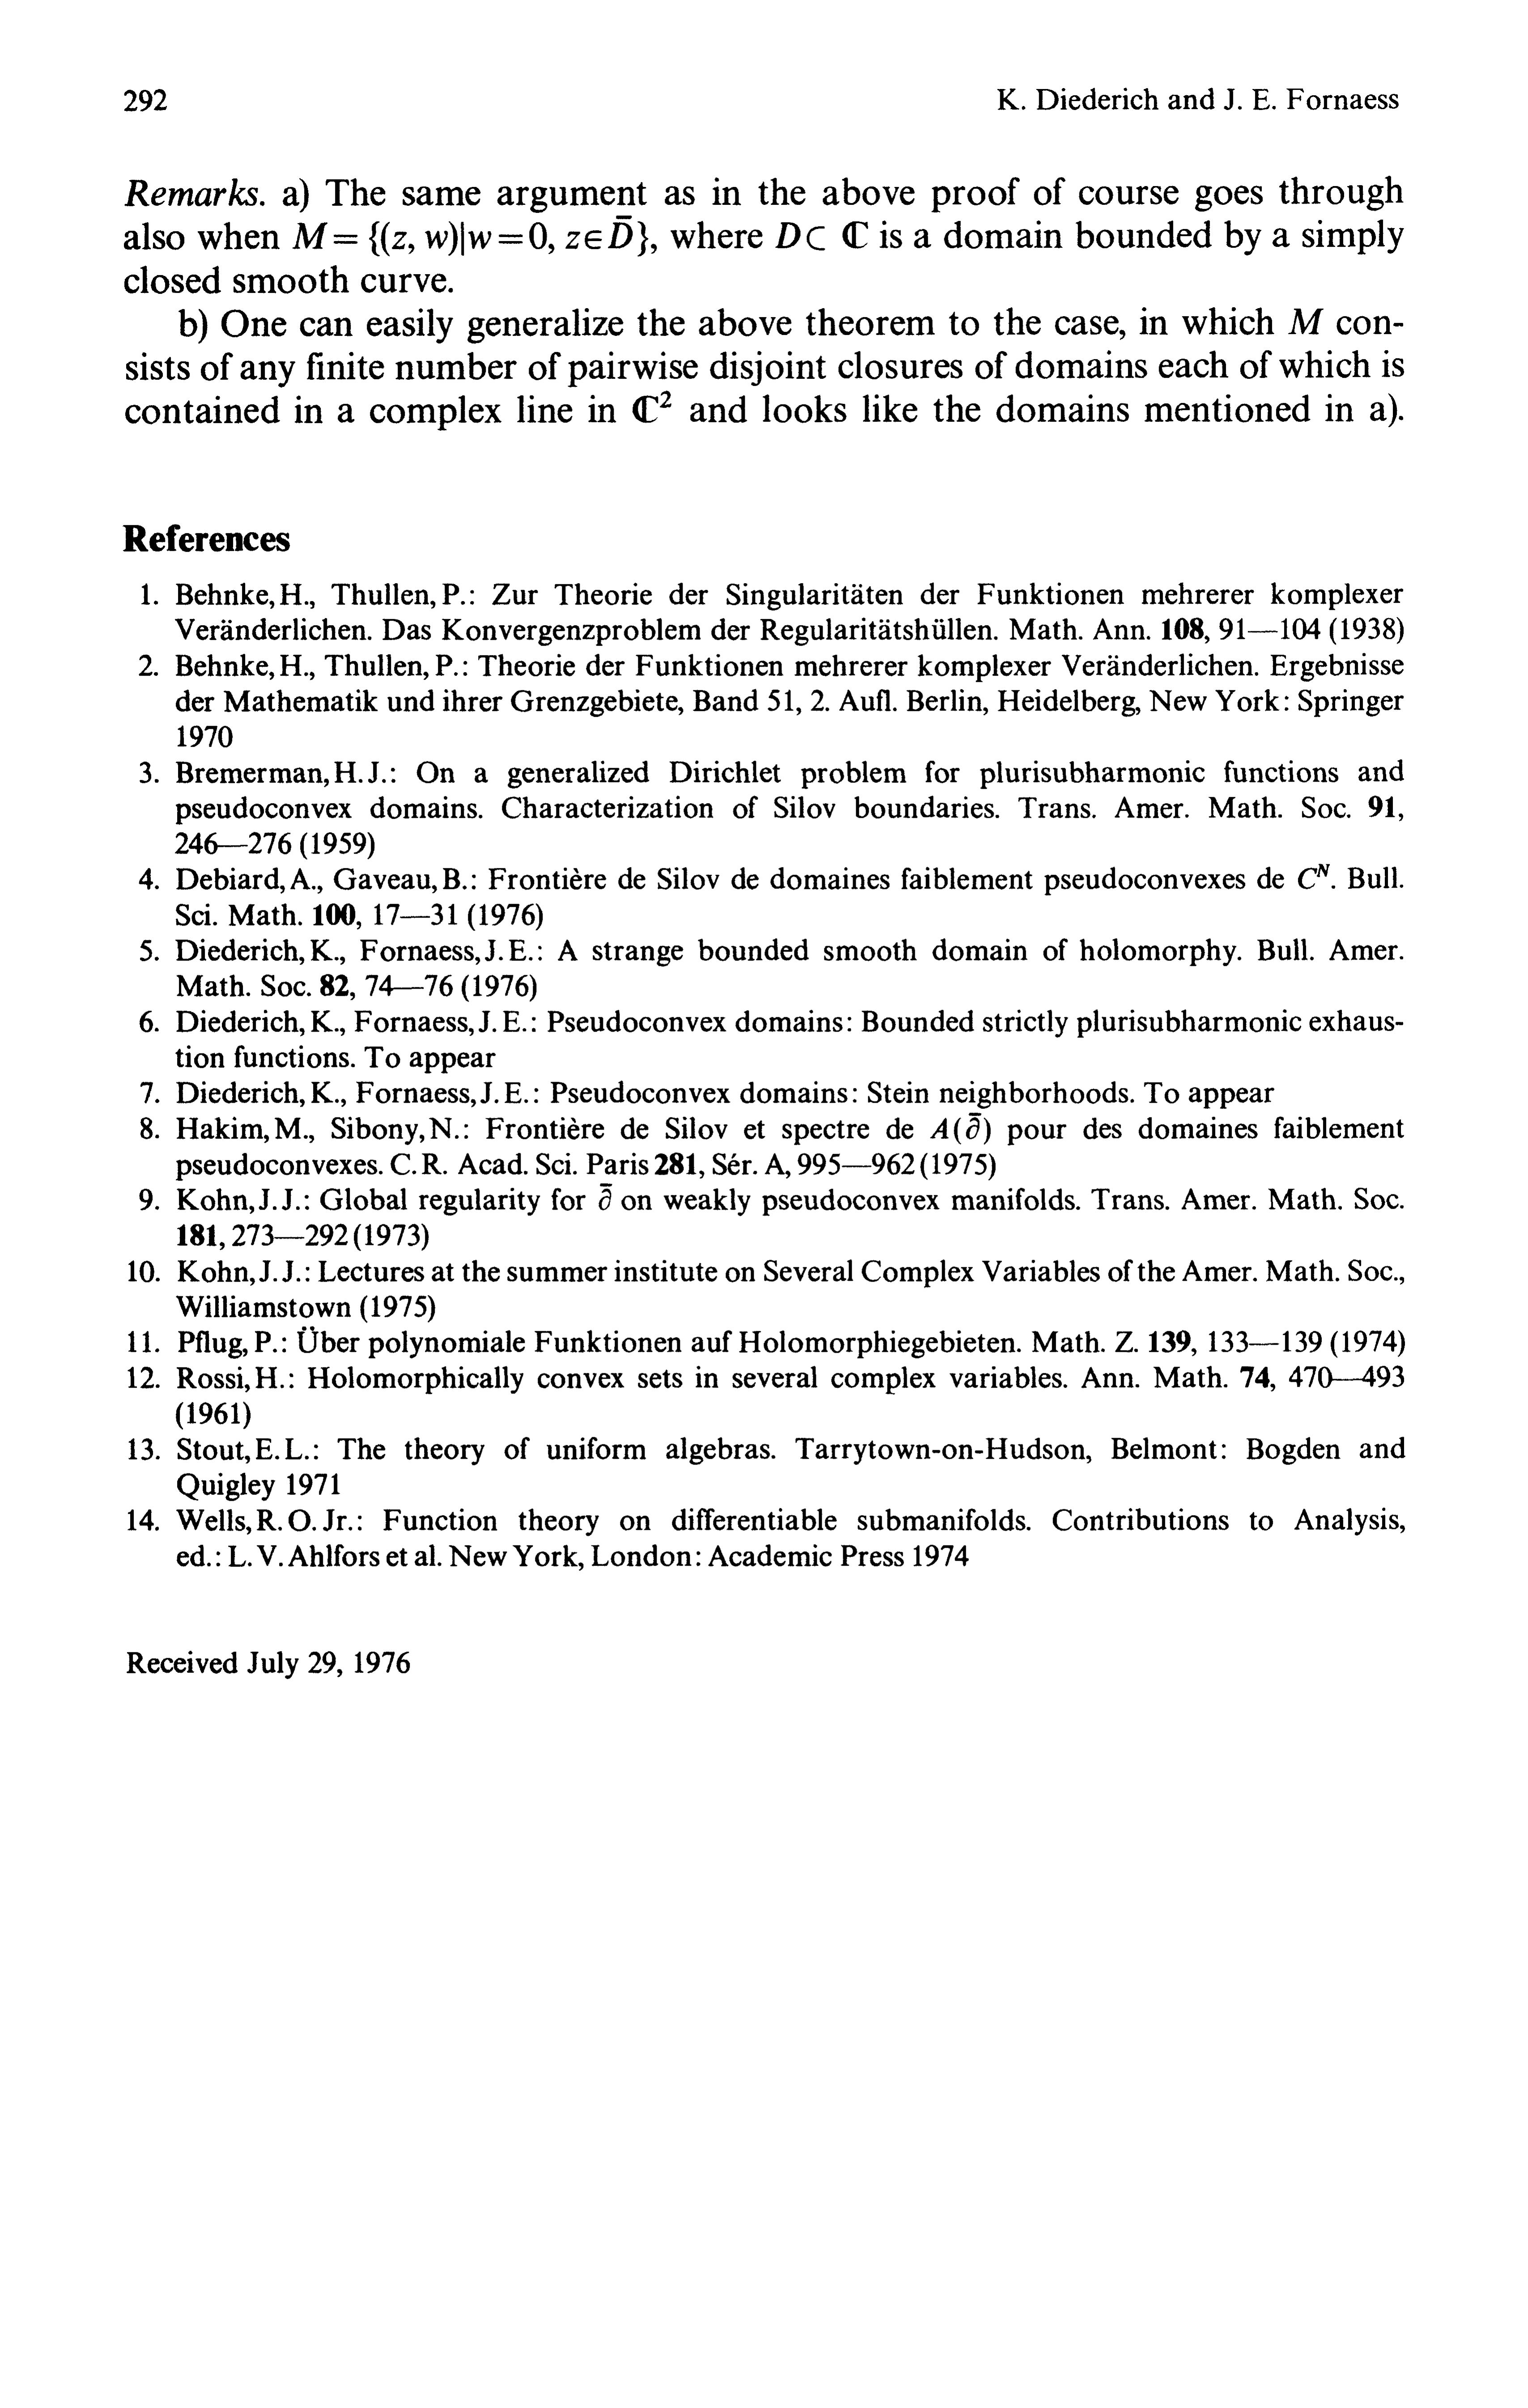 292 K. Diederich and J. E. Fornaess
Remarks. a) The same argument as in the above proof of course goes through
also when M= {(z, w)|w=0, z∈D̄}, where D⊂ ℂ is a domain bounded by a simply
closed smooth curve.
b) One can easily generalize the above theorem to the case, in which M con-
sists of any finite number of pairwise disjoint closures of domains each of which is
contained in a complex line in ℂ² and looks like the domains mentioned in a).
References
1. Behnke, H., Thullen, P.: Zur Theorie der Singularitäten der Funktionen mehrerer komplexer
Veränderlichen. Das Konvergenzproblem der Regularitätshüllen. Math. Ann. 108, 91—104 (1938)
2. Behnke, H., Thullen, P.: Theorie der Funktionen mehrerer komplexer Veränderlichen. Ergebnisse
der Mathematik und ihrer Grenzgebiete, Band 51, 2. Aufl. Berlin, Heidelberg, New York: Springer
1970
3. Bremerman, H. J.: On a generalized Dirichlet problem for plurisubharmonic functions and
pseudoconvex domains. Characterization of Silov boundaries. Trans. Amer. Math. Soc. 91,
246—276 (1959)
4. Debiard, A., Gaveau, B.: Frontière de Silov de domaines faiblement pseudoconvexes de Cᴺ. Bull.
Sci. Math. 100, 17—31 (1976)
5. Diederich, K., Fornaess, J. E.: A strange bounded smooth domain of holomorphy. Bull. Amer.
Math. Soc. 82, 74—76 (1976)
6. Diederich, K., Fornaess, J. E.: Pseudoconvex domains: Bounded strictly plurisubharmonic exhaus-
tion functions. To appear
7. Diederich, K., Fornaess, J. E.: Pseudoconvex domains: Stein neighborhoods. To appear
8. Hakim, M., Sibony, N.: Frontière de Silov et spectre de A(∂̄) pour des domaines faiblement
pseudoconvexes. C. R. Acad. Sci. Paris 281, Sér. A, 995—962 (1975)
9. Kohn, J. J.: Global regularity for ∂̄ on weakly pseudoconvex manifolds. Trans. Amer. Math. Soc.
181, 273—292 (1973)
10. Kohn, J. J.: Lectures at the summer institute on Several Complex Variables of the Amer. Math. Soc.,
Williamstown (1975)
11. Pflug, P.: Über polynomiale Funktionen auf Holomorphiegebieten. Math. Z. 139, 133—139 (1974)
12. Rossi, H.: Holomorphically convex sets in several complex variables. Ann. Math. 74, 470—493
(1961)
13. Stout, E. L.: The theory of uniform algebras. Tarrytown-on-Hudson, Belmont: Bogden and
Quigley 1971
14. Wells, R. O. Jr.: Function theory on differentiable submanifolds. Contributions to Analysis,
ed.: L. V. Ahlfors et al. New York, London: Academic Press 1974
Received July 29, 1976